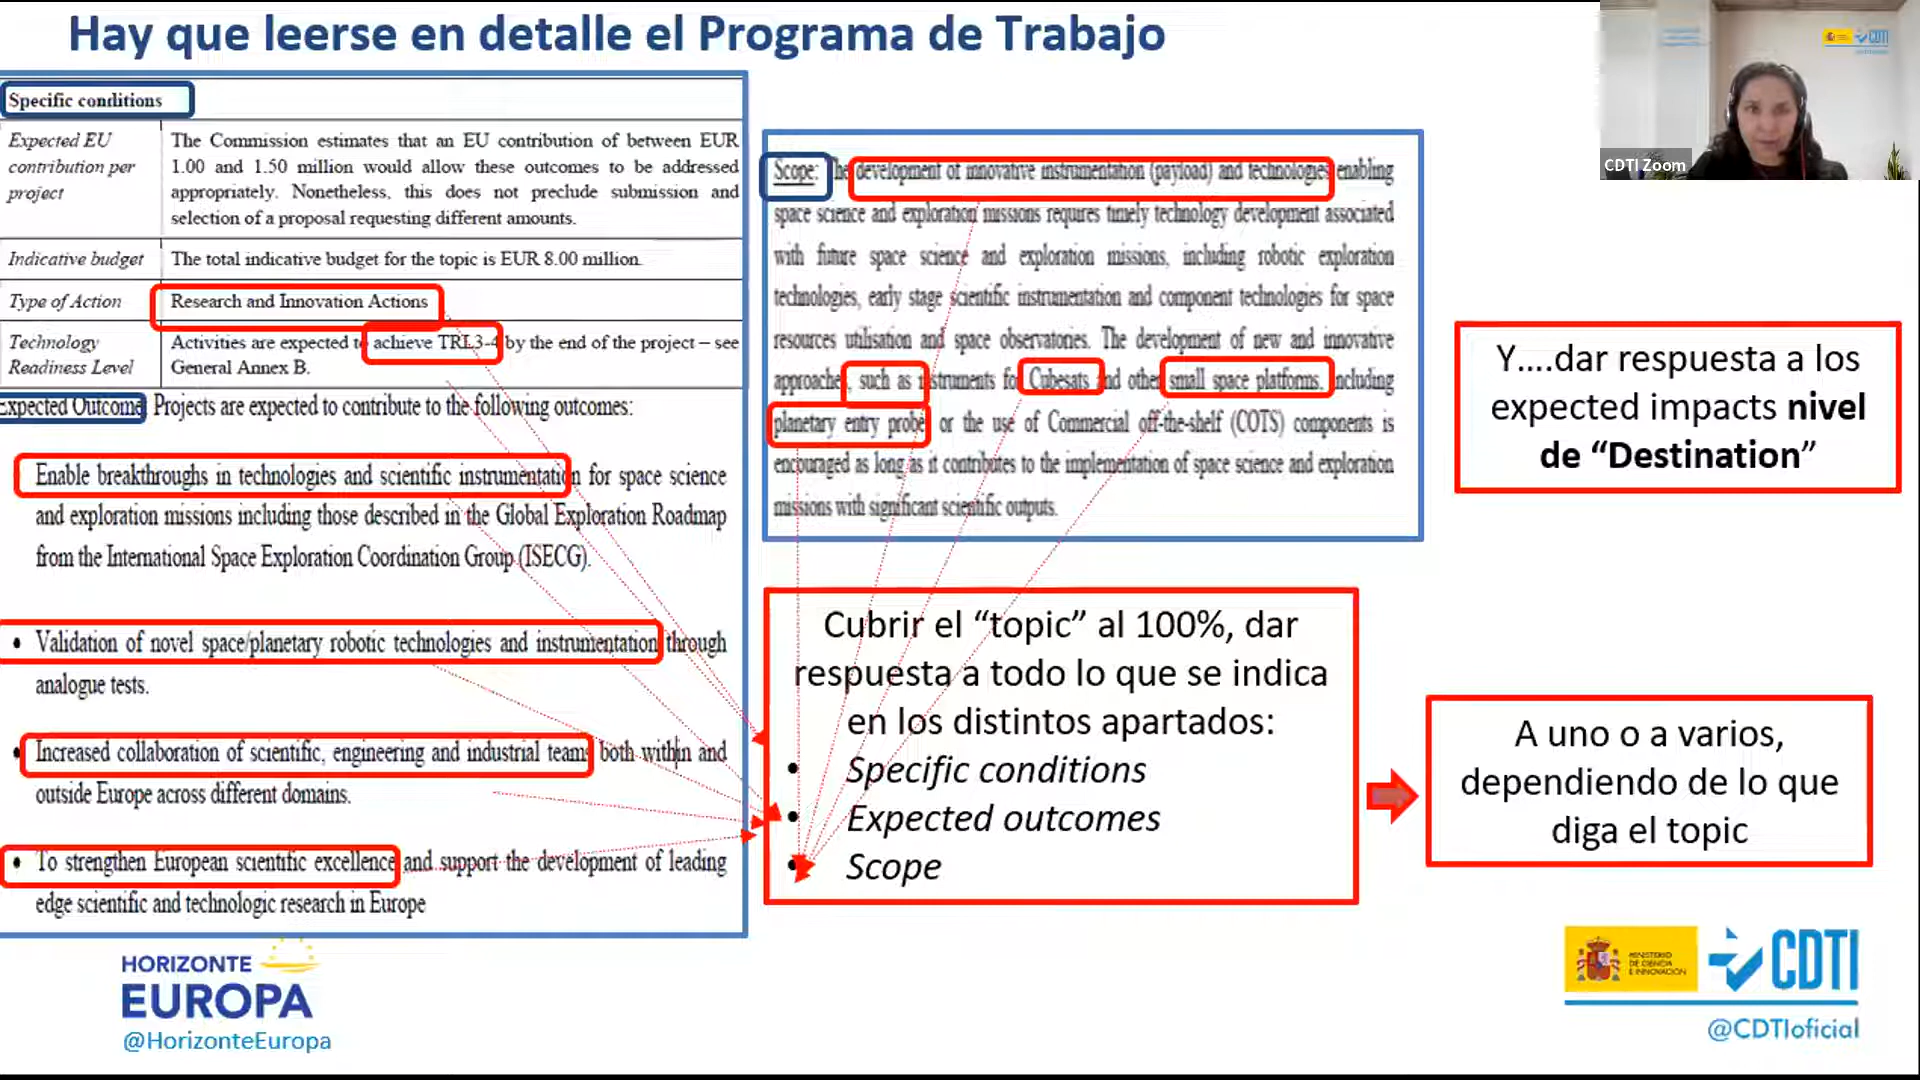 Hay que leerse en detalle el Programa de Trabajo
Specific conditions
Expected EU
contribution per
project
The Commission estimates that an EU contribution of between EUR
1.00 and 1.50 million would allow these outcomes to be addressed
appropriately. Nonetheless, this does not preclude submission and
selection of a proposal requesting different amounts.
Indicative budget
The total indicative budget for the topic is EUR 8.00 million.
Type of Action
Research and Innovation Actions
Technology
Readiness Level
Activities are expected to achieve TRL3-4 by the end of the project – see
General Annex B.
Expected Outcome: Projects are expected to contribute to the following outcomes:
Enable breakthroughs in technologies and scientific instrumentation for space science
and exploration missions including those described in the Global Exploration Roadmap
from the International Space Exploration Coordination Group (ISECG).
• Validation of novel space/planetary robotic technologies and instrumentation through
analogue tests.
• Increased collaboration of scientific, engineering and industrial teams both within and
outside Europe across different domains.
• To strengthen European scientific excellence and support the development of leading
edge scientific and technologic research in Europe
Scope: The development of innovative instrumentation (payload) and technologies enabling
space science and exploration missions requires timely technology development associated
with future space science and exploration missions, including robotic exploration
technologies, early stage scientific instrumentation and component technologies for space
resources utilisation and space observatories. The development of new and innovative
approaches, such as instruments for Cubesats and other small space platforms, including
planetary entry probe or the use of Commercial off-the-shelf (COTS) components is
encouraged as long as it contributes to the implementation of space science and exploration
missions with significant scientific outputs.
Cubrir el “topic” al 100%, dar
respuesta a todo lo que se indica
en los distintos apartados:
• Specific conditions
• Expected outcomes
• Scope
Y....dar respuesta a los
expected impacts nivel
de “Destination”
A uno o a varios,
dependiendo de lo que
diga el topic
CDTI
CDTI Zoom
HORIZONTE
EUROPA
@HorizonteEuropa
MINISTERIO
DE CIENCIA
E INNOVACIÓN
CDTI
@CDTIoficial